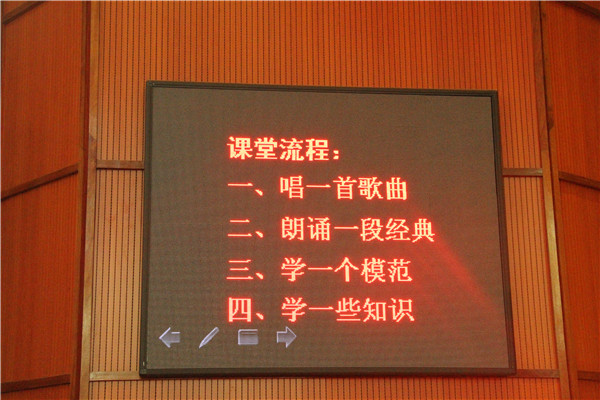 课堂流程：
一、唱一首歌曲
二、朗诵一段经典
三、学一个模范
四、学一些知识